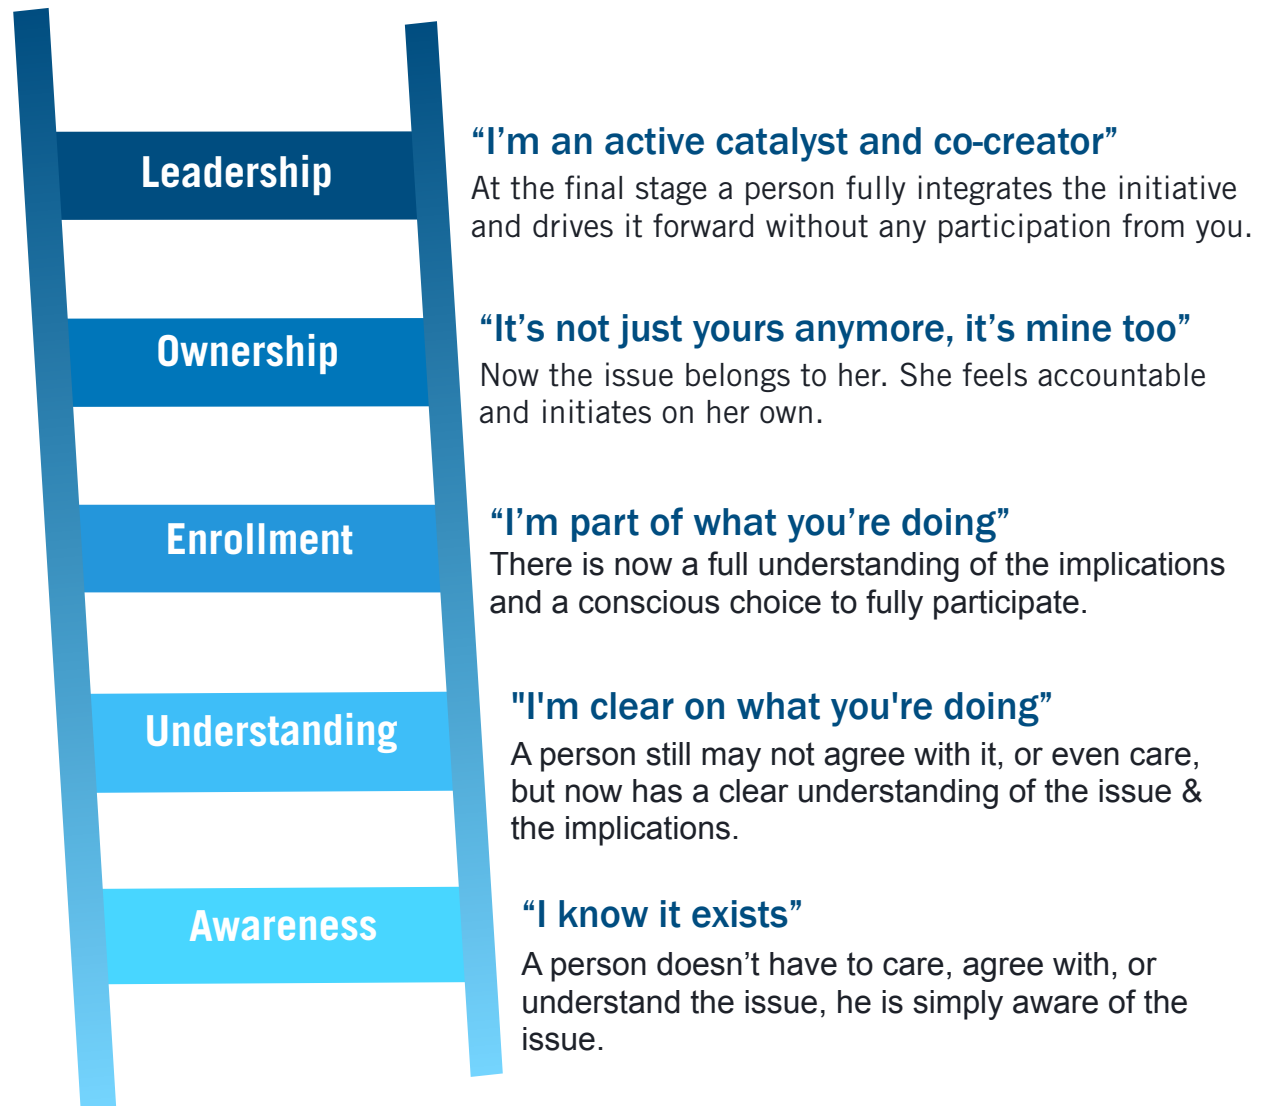 Leadership
“I’m an active catalyst and co-creator”
At the final stage a person fully integrates the initiative
and drives it forward without any participation from you.
Ownership
“It’s not just yours anymore, it’s mine too”
Now the issue belongs to her. She feels accountable
and initiates on her own.
Enrollment
“I’m part of what you’re doing”
There is now a full understanding of the implications
and a conscious choice to fully participate.
Understanding
"I'm clear on what you're doing”
A person still may not agree with it, or even care,
but now has a clear understanding of the issue &
the implications.
Awareness
“I know it exists”
A person doesn’t have to care, agree with, or
understand the issue, he is simply aware of the
issue.